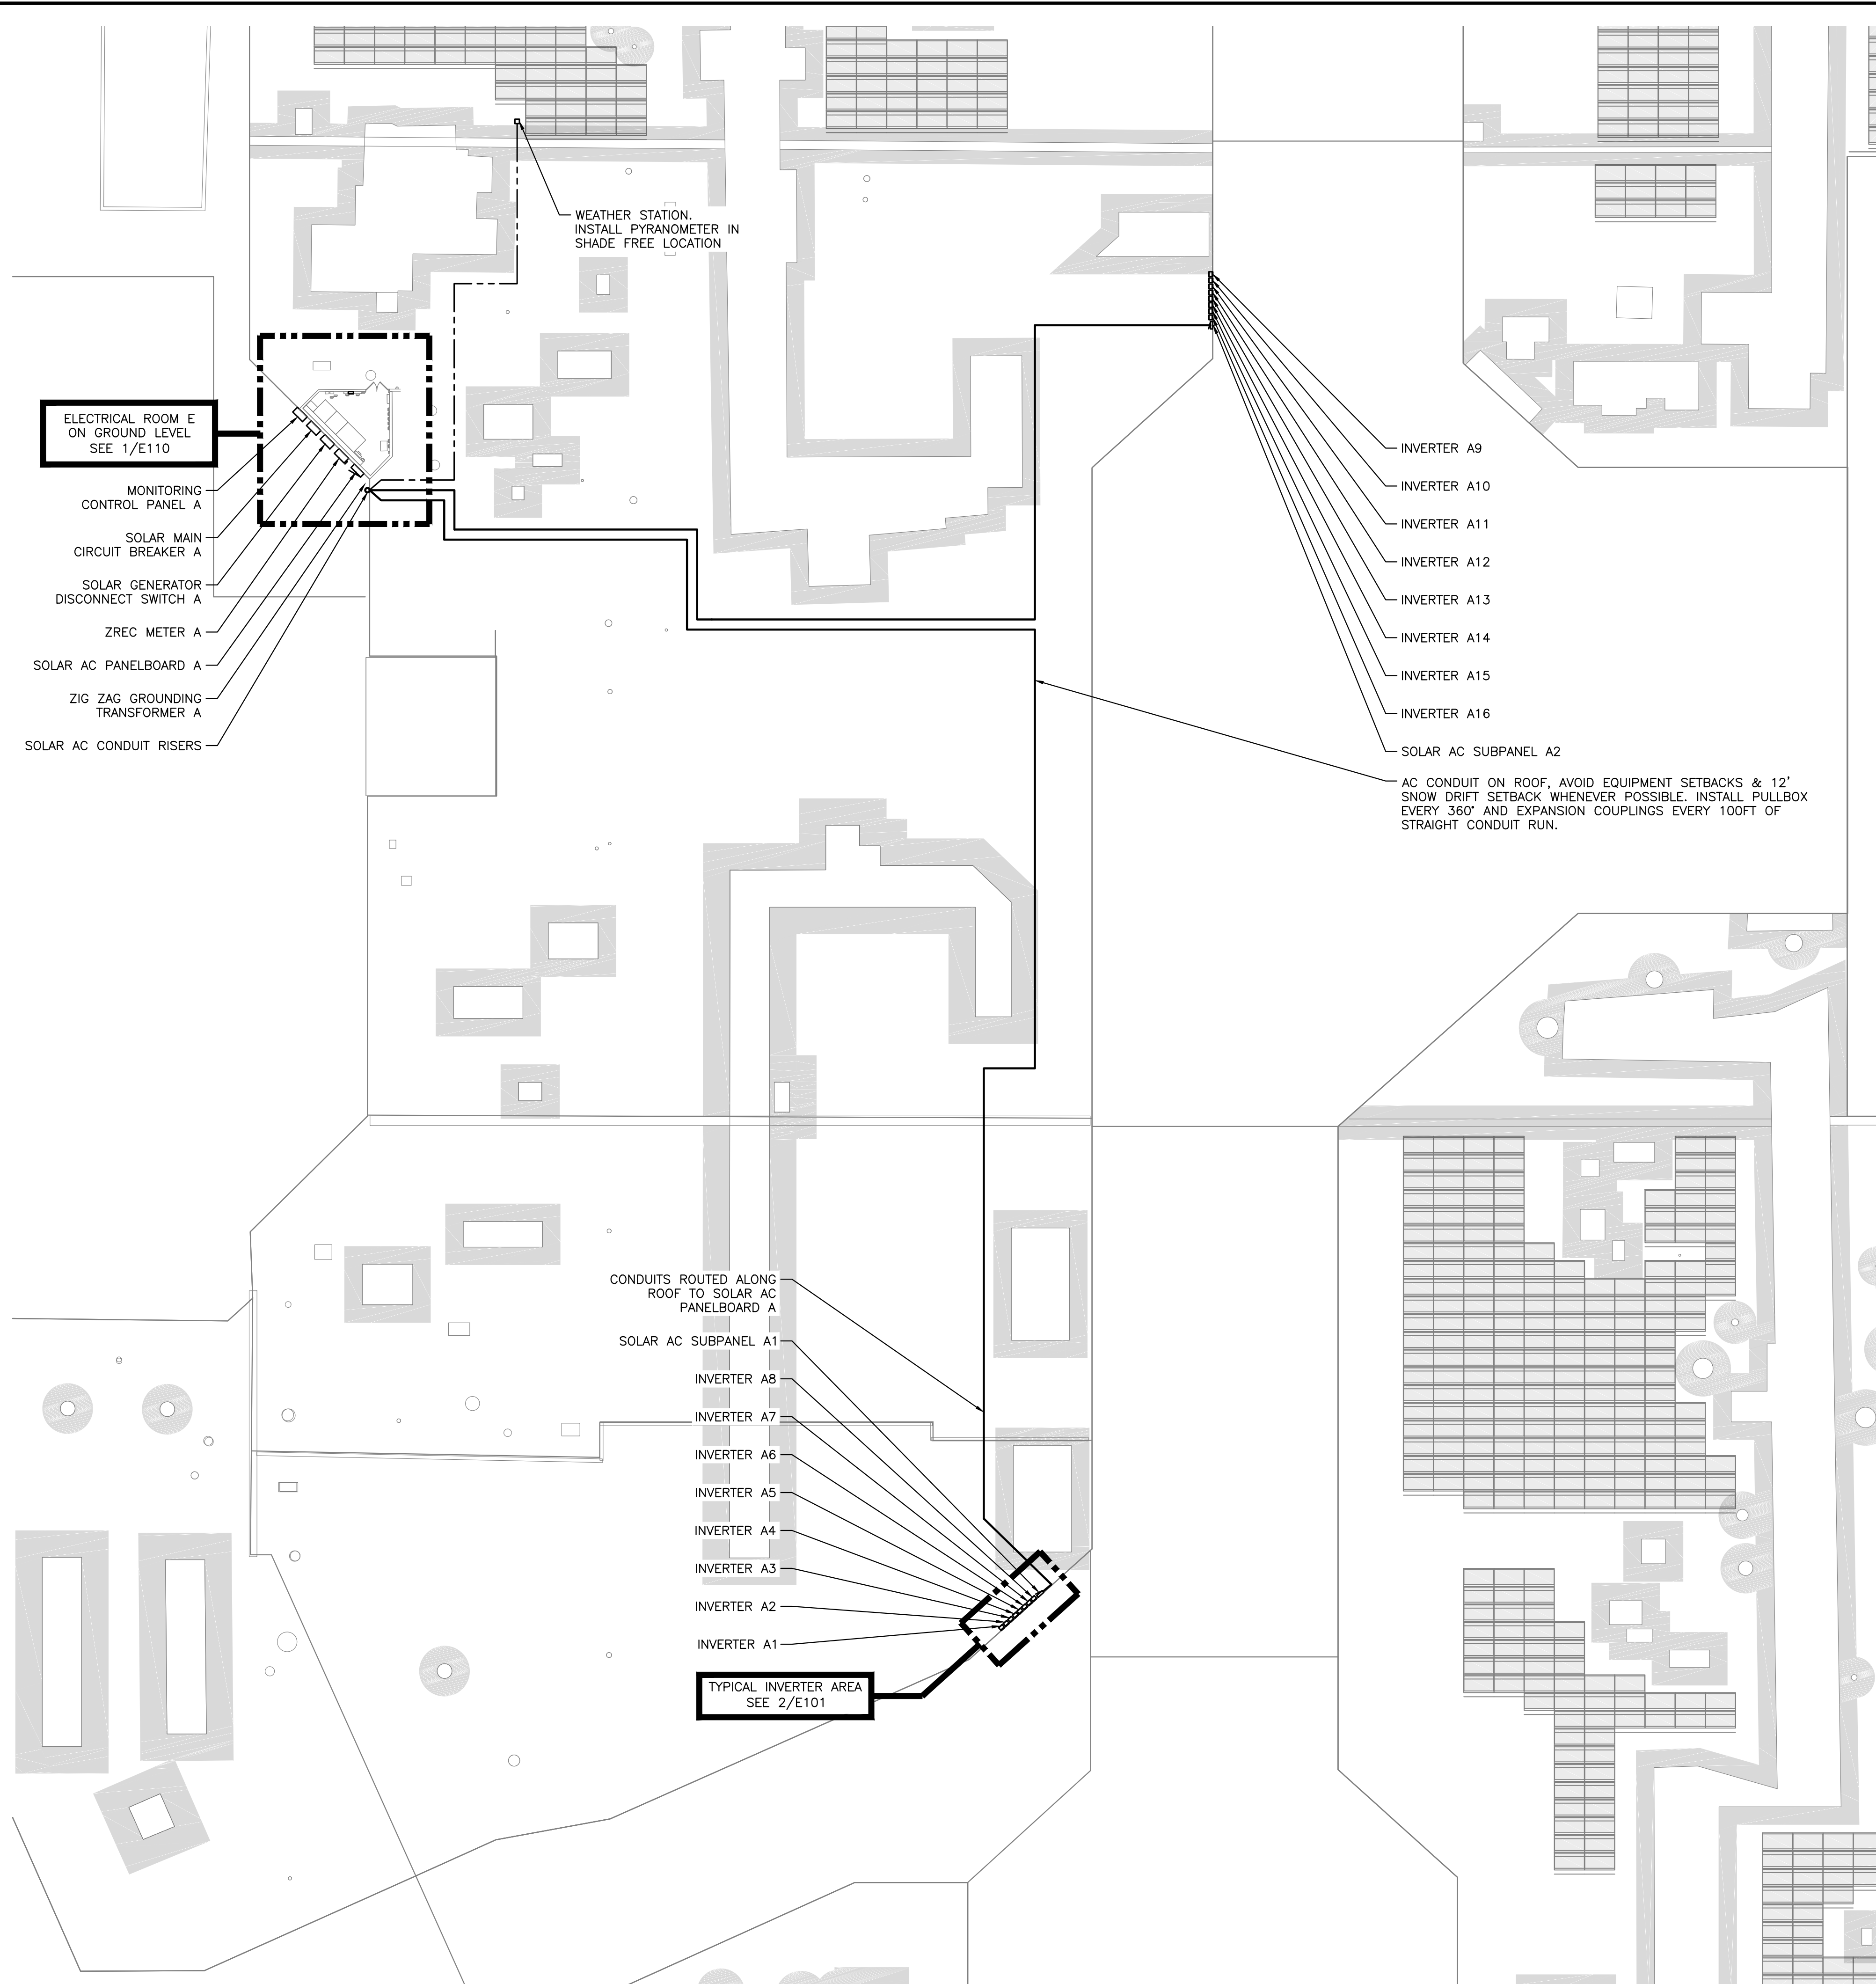 WEATHER STATION.
INSTALL PYRANOMETER IN
SHADE FREE LOCATION
ELECTRICAL ROOM E
ON GROUND LEVEL
SEE 1/E110
MONITORING
CONTROL PANEL A
SOLAR MAIN
CIRCUIT BREAKER A
SOLAR GENERATOR
DISCONNECT SWITCH A
ZREC METER A
SOLAR AC PANELBOARD A
ZIG ZAG GROUNDING
TRANSFORMER A
SOLAR AC CONDUIT RISERS
INVERTER A9
INVERTER A10
INVERTER A11
INVERTER A12
INVERTER A13
INVERTER A14
INVERTER A15
INVERTER A16
SOLAR AC SUBPANEL A2
AC CONDUIT ON ROOF, AVOID EQUIPMENT SETBACKS & 12'
SNOW DRIFT SETBACK WHENEVER POSSIBLE. INSTALL PULLBOX
EVERY 360° AND EXPANSION COUPLINGS EVERY 100FT OF
STRAIGHT CONDUIT RUN.
CONDUITS ROUTED ALONG
ROOF TO SOLAR AC
PANELBOARD A
SOLAR AC SUBPANEL A1
INVERTER A8
INVERTER A7
INVERTER A6
INVERTER A5
INVERTER A4
INVERTER A3
INVERTER A2
INVERTER A1
TYPICAL INVERTER AREA
SEE 2/E101